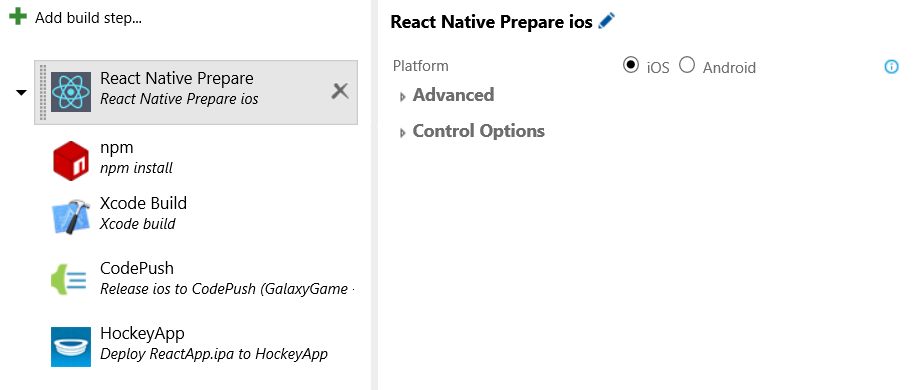 Add build step...
React Native Prepare
React Native Prepare ios
npm
npm install
Xcode Build
Xcode build
CodePush
Release ios to CodePush (GalaxyGame -
HockeyApp
Deploy ReactApp.ipa to HockeyApp
React Native Prepare ios
Platform iOS Android
Advanced
Control Options